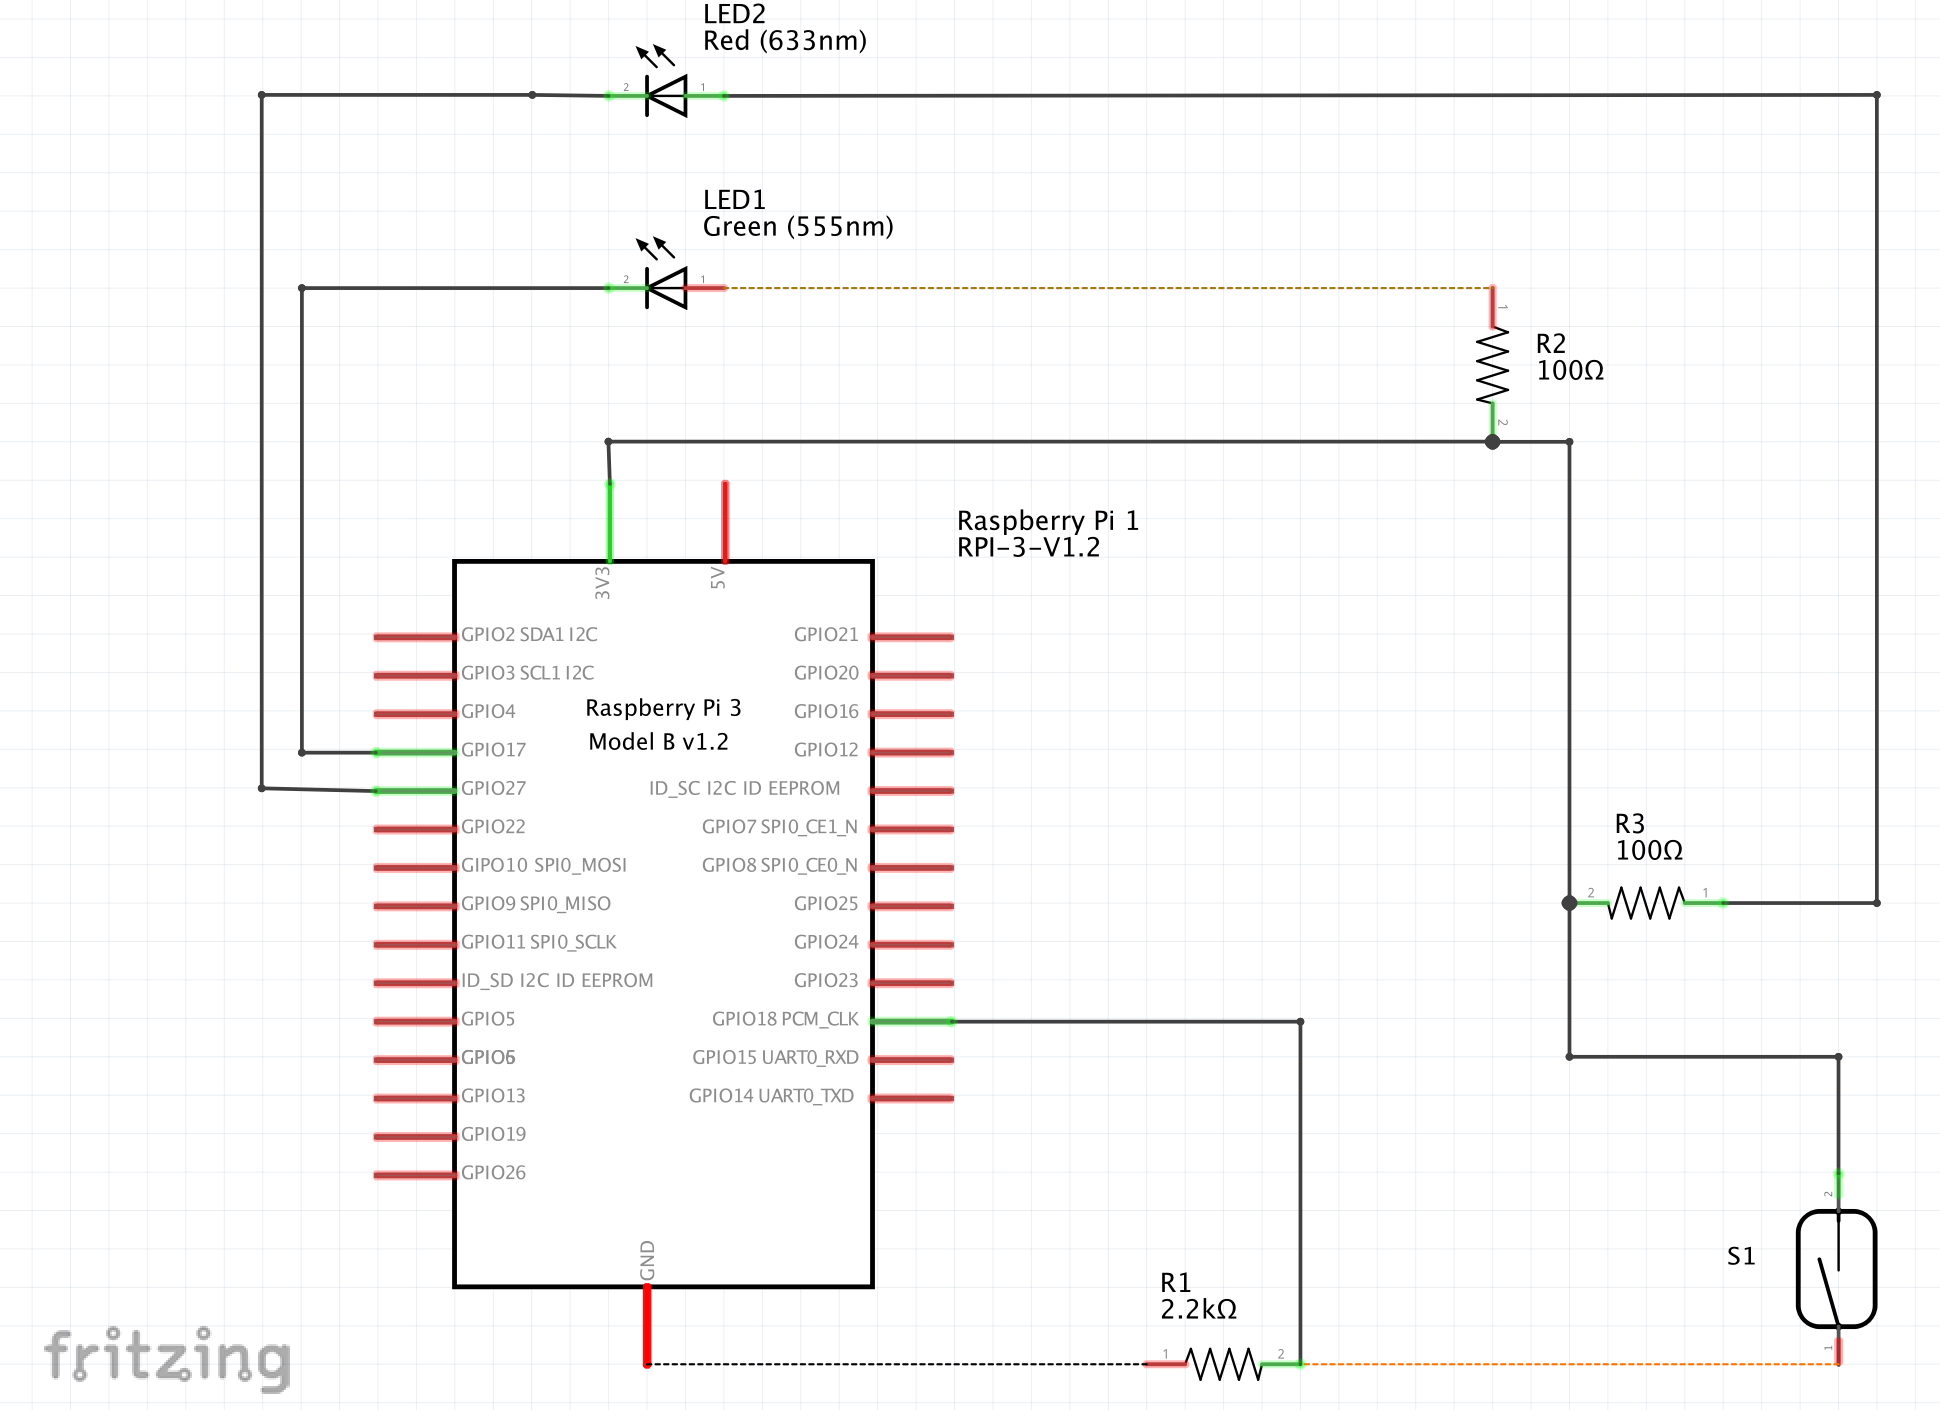 LED2
Red (633nm)
2
1
LED1
Green (555nm)
2
1
1
R2
100Ω
2
Raspberry Pi 1
RPI-3-V1.2
3V3
5V
GPIO2 SDA1 I2C
GPIO21
GPIO3 SCL1 I2C
GPIO20
Raspberry Pi 3
Model B v1.2
GPIO4
GPIO16
GPIO17
GPIO12
GPIO27
ID_SC I2C ID EEPROM
GPIO22
GPIO7 SPI0_CE1_N
GIPO10 SPI0_MOSI
GPIO8 SPI0_CE0_N
GPIO9 SPI0_MISO
GPIO25
GPIO11 SPI0_SCLK
GPIO24
ID_SD I2C ID EEPROM
GPIO23
GPIO5
GPIO18 PCM_CLK
GPIO15 UART0_RXD
GPIO13
GPIO14 UART0_TXD
GPIO19
GPIO26
GND
R3
100Ω
2
1
2
S1
1
R1
2.2kΩ
1
2
fritzing